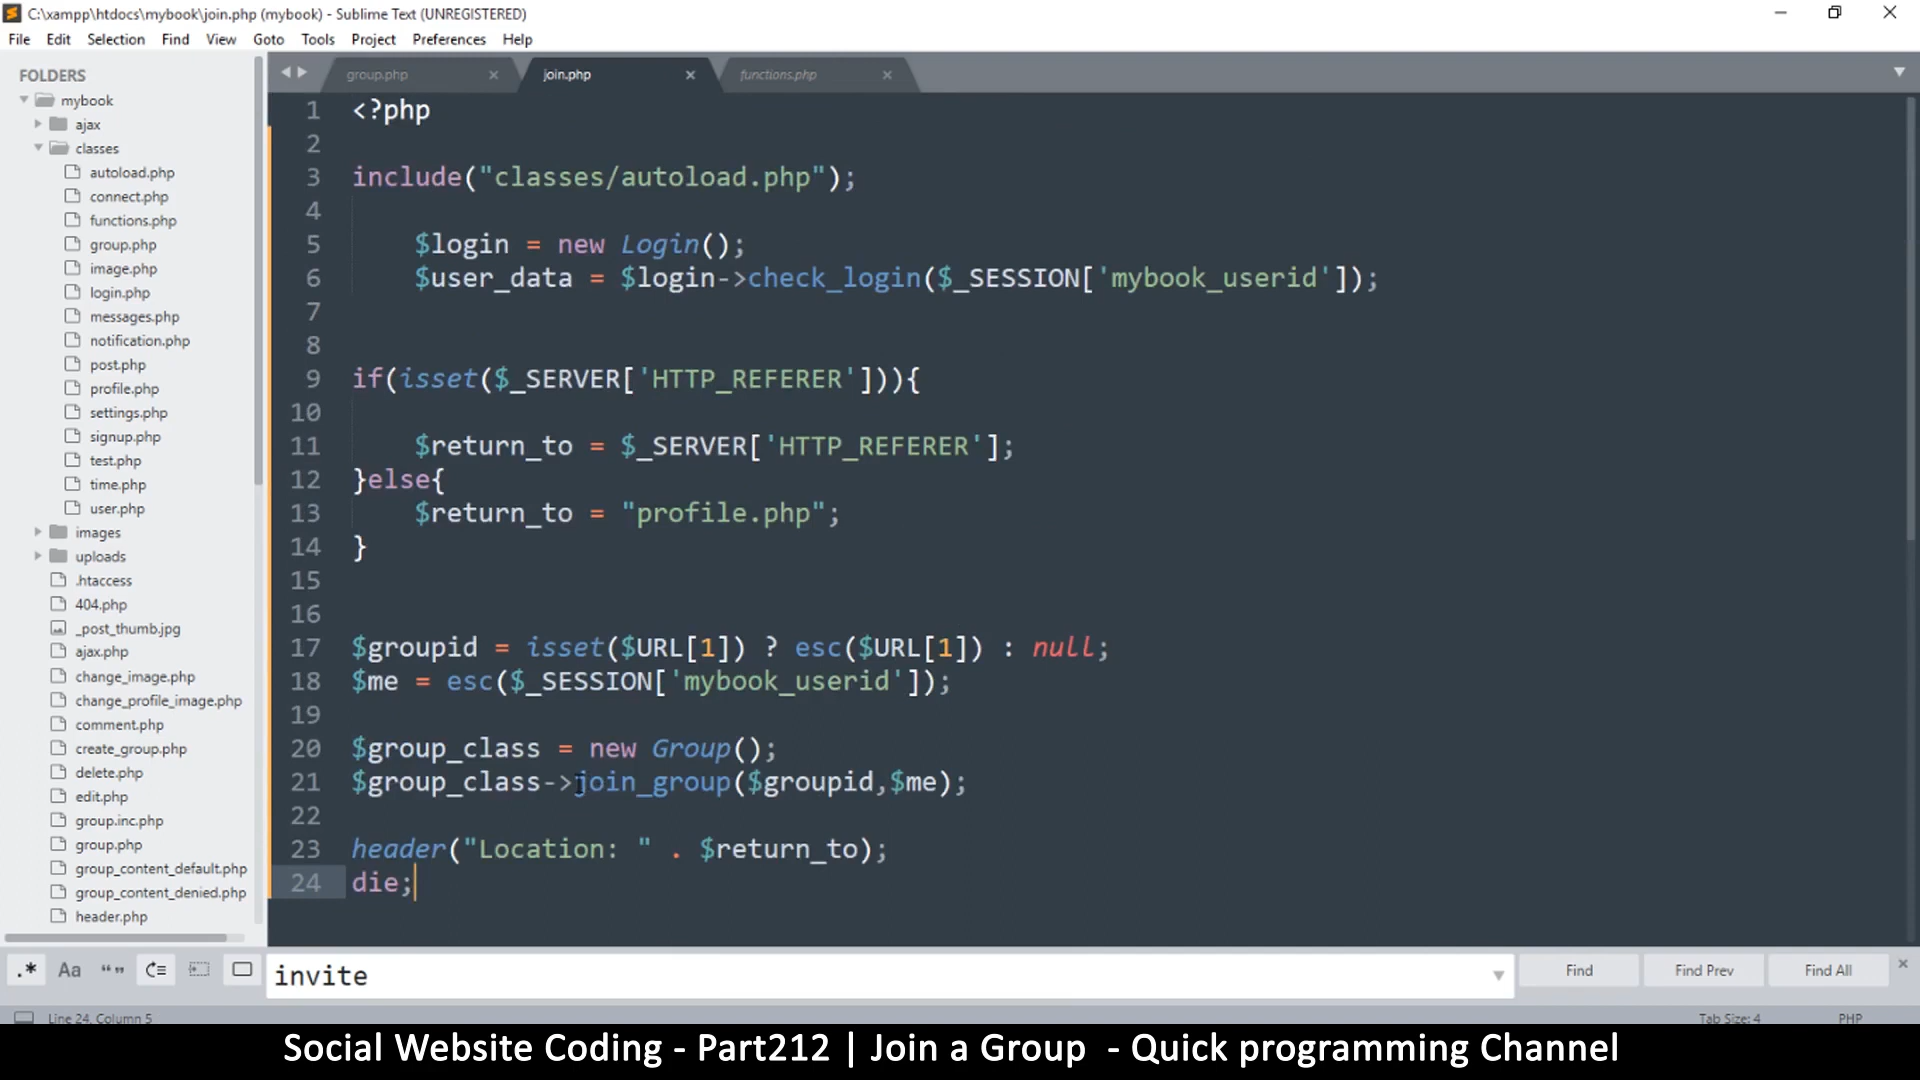 C:\xampp\htdocs\mybook\join.php (mybook) - Sublime Text (UNREGISTERED)
File Edit Selection Find View Goto Tools Project Preferences Help
FOLDERS
mybook
ajax
classes
autoload.php
connect.php
functions.php
group.php
image.php
login.php
messages.php
notification.php
post.php
profile.php
settings.php
signup.php
test.php
time.php
user.php
images
uploads
.htaccess
404.php
_post_thumb.jpg
ajax.php
change_image.php
change_profile_image.php
comment.php
create_group.php
delete.php
edit.php
group.inc.php
group.php
group_content_default.php
group_content_denied.php
header.php
group.php join.php functions.php
1 <?php
2
3 include("classes/autoload.php");
4
5 $login = new Login();
6 $user_data = $login->check_login($_SESSION['mybook_userid']);
7
8
9 if(isset($_SERVER['HTTP_REFERER'])){
10
11 $return_to = $_SERVER['HTTP_REFERER'];
12 }else{
13 $return_to = "profile.php";
14 }
15
16
17 $groupid = isset($URL[1]) ? esc($URL[1]) : null;
18 $me = esc($_SESSION['mybook_userid']);
19
20 $group_class = new Group();
21 $group_class->join_group($groupid,$me);
22
23 header("Location: " . $return_to);
24 die;
.* Aa “” invite Find Find Prev Find All
Line 24, Column 5 Tab Size: 4 PHP
Social Website Coding - Part212 | Join a Group - Quick programming Channel